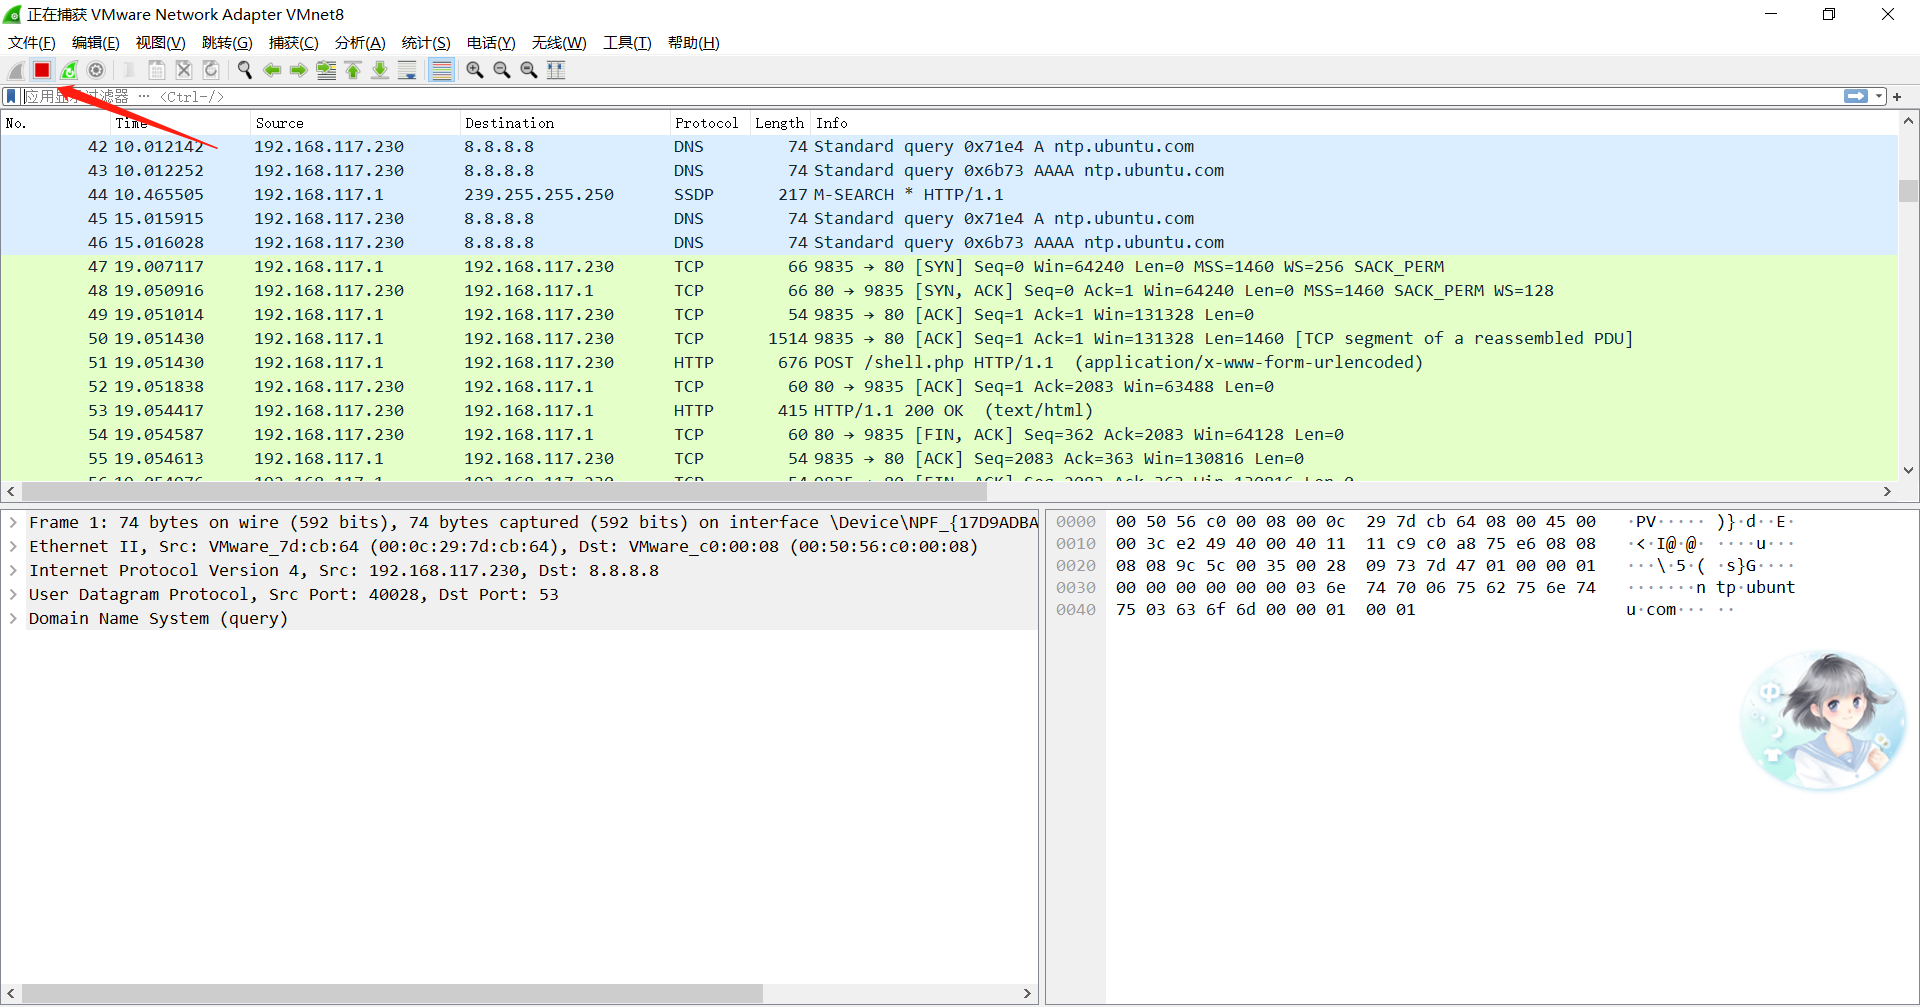 正在捕获 VMware Network Adapter VMnet8
文件(F) 编辑(E) 视图(V) 跳转(G) 捕获(C) 分析(A) 统计(S) 电话(Y) 无线(W) 工具(T) 帮助(H)
应用显示过滤器 … <Ctrl-/>
No. Time Source Destination Protocol Length Info
42 10.012142 192.168.117.230 8.8.8.8 DNS 74 Standard query 0x71e4 A ntp.ubuntu.com
43 10.012252 192.168.117.230 8.8.8.8 DNS 74 Standard query 0x6b73 AAAA ntp.ubuntu.com
44 10.465505 192.168.117.1 239.255.255.250 SSDP 217 M-SEARCH * HTTP/1.1
45 15.015915 192.168.117.230 8.8.8.8 DNS 74 Standard query 0x71e4 A ntp.ubuntu.com
46 15.016028 192.168.117.230 8.8.8.8 DNS 74 Standard query 0x6b73 AAAA ntp.ubuntu.com
47 19.007117 192.168.117.1 192.168.117.230 TCP 66 9835 → 80 [SYN] Seq=0 Win=64240 Len=0 MSS=1460 WS=256 SACK_PERM
48 19.050916 192.168.117.230 192.168.117.1 TCP 66 80 → 9835 [SYN, ACK] Seq=0 Ack=1 Win=64240 Len=0 MSS=1460 SACK_PERM WS=128
49 19.051014 192.168.117.1 192.168.117.230 TCP 54 9835 → 80 [ACK] Seq=1 Ack=1 Win=131328 Len=0
50 19.051430 192.168.117.1 192.168.117.230 TCP 1514 9835 → 80 [ACK] Seq=1 Ack=1 Win=131328 Len=1460 [TCP segment of a reassembled PDU]
51 19.051430 192.168.117.1 192.168.117.230 HTTP 676 POST /shell.php HTTP/1.1  (application/x-www-form-urlencoded)
52 19.051838 192.168.117.230 192.168.117.1 TCP 60 80 → 9835 [ACK] Seq=1 Ack=2083 Win=63488 Len=0
53 19.054417 192.168.117.230 192.168.117.1 HTTP 415 HTTP/1.1 200 OK  (text/html)
54 19.054587 192.168.117.230 192.168.117.1 TCP 60 80 → 9835 [FIN, ACK] Seq=362 Ack=2083 Win=64128 Len=0
55 19.054613 192.168.117.1 192.168.117.230 TCP 54 9835 → 80 [ACK] Seq=2083 Ack=363 Win=130816 Len=0
Frame 1: 74 bytes on wire (592 bits), 74 bytes captured (592 bits) on interface \Device\NPF_{17D9ADBA
Ethernet II, Src: VMware_7d:cb:64 (00:0c:29:7d:cb:64), Dst: VMware_c0:00:08 (00:50:56:c0:00:08)
Internet Protocol Version 4, Src: 192.168.117.230, Dst: 8.8.8.8
User Datagram Protocol, Src Port: 40028, Dst Port: 53
Domain Name System (query)
0000 00 50 56 c0 00 08 00 0c 29 7d cb 64 08 00 45 00 ·PV····· )}·d··E·
0010 00 3c e2 49 40 00 40 11 11 c9 c0 a8 75 e6 08 08 ·<·I@·@· ····u···
0020 08 08 9c 5c 00 35 00 28 09 73 7d 47 01 00 00 01 ···\·5·( ·s}G····
0030 00 00 00 00 00 00 03 6e 74 70 06 75 62 75 6e 74 ·······n tp·ubunt
0040 75 03 63 6f 6d 00 00 01 00 01 u·com··· ··
中